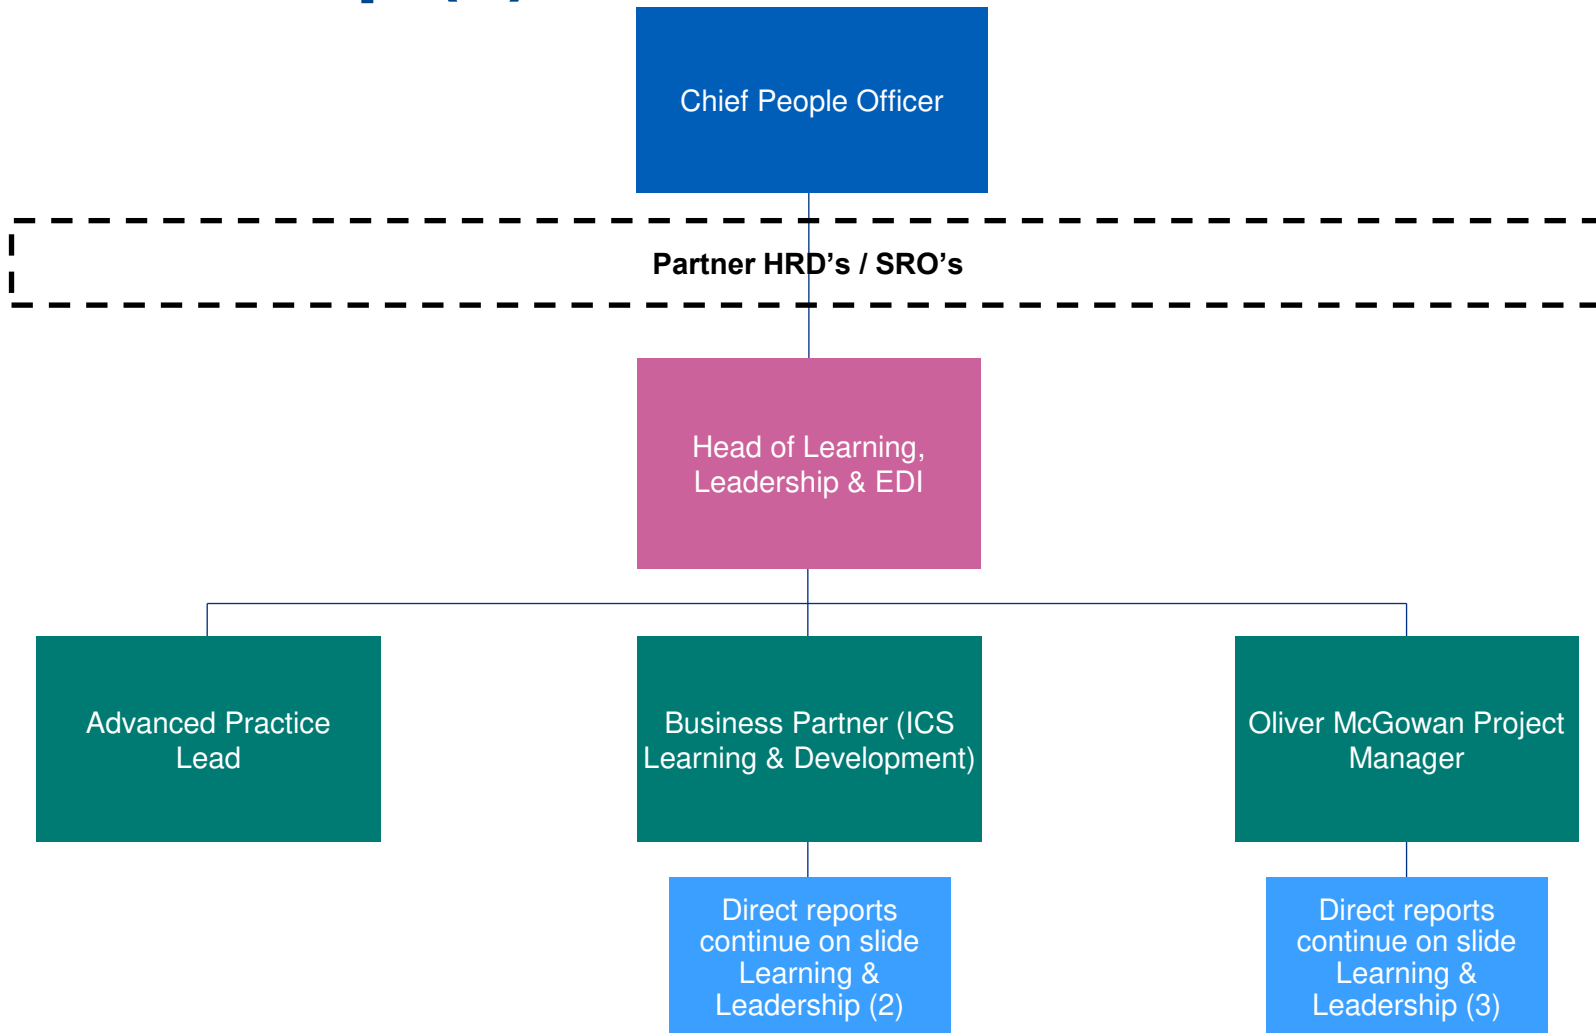 Chief People Officer
Partner HRD’s / SRO’s
Head of Learning,
Leadership & EDI
Advanced Practice
Lead
Business Partner (ICS
Learning & Development)
Oliver McGowan Project
Manager
Direct reports
continue on slide
Learning &
Leadership (2)
Direct reports
continue on slide
Learning &
Leadership (3)